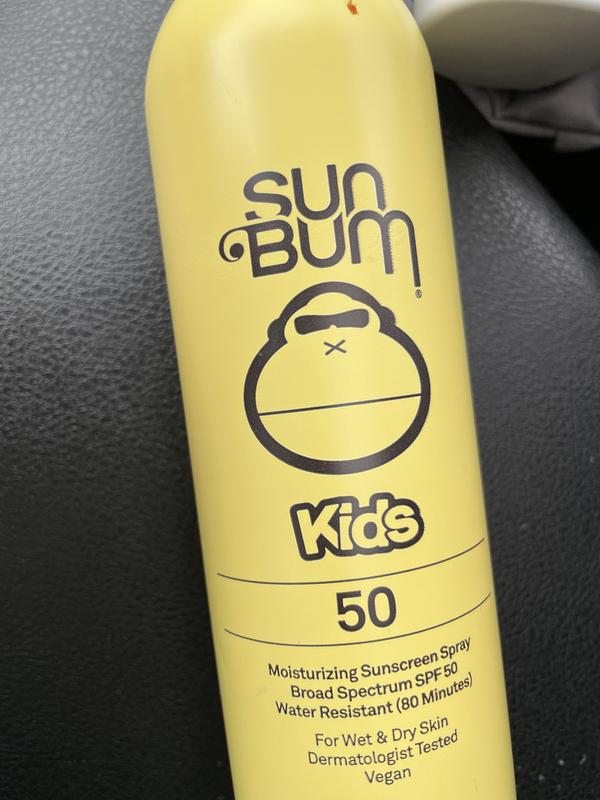 SUN
BUM®
Kids
50
Moisturizing Sunscreen Spray
Broad Spectrum SPF 50
Water Resistant (80 Minutes)
For Wet & Dry Skin
Dermatologist Tested
Vegan